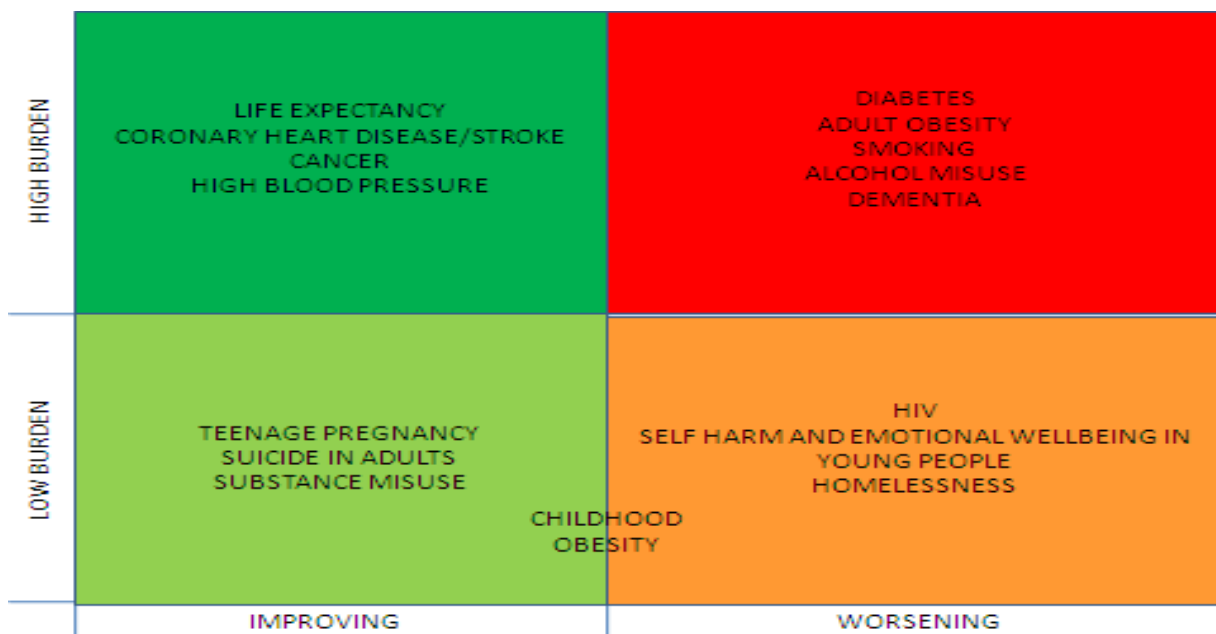 HIGH BURDEN
LIFE EXPECTANCY
CORONARY HEART DISEASE/STROKE
CANCER
HIGH BLOOD PRESSURE
DIABETES
ADULT OBESITY
SMOKING
ALCOHOL MISUSE
DEMENTIA
LOW BURDEN
TEENAGE PREGNANCY
SUICIDE IN ADULTS
SUBSTANCE MISUSE
HIV
SELF HARM AND EMOTIONAL WELLBEING IN
YOUNG PEOPLE
HOMELESSNESS
CHILDHOOD
OBESITY
IMPROVING
WORSENING